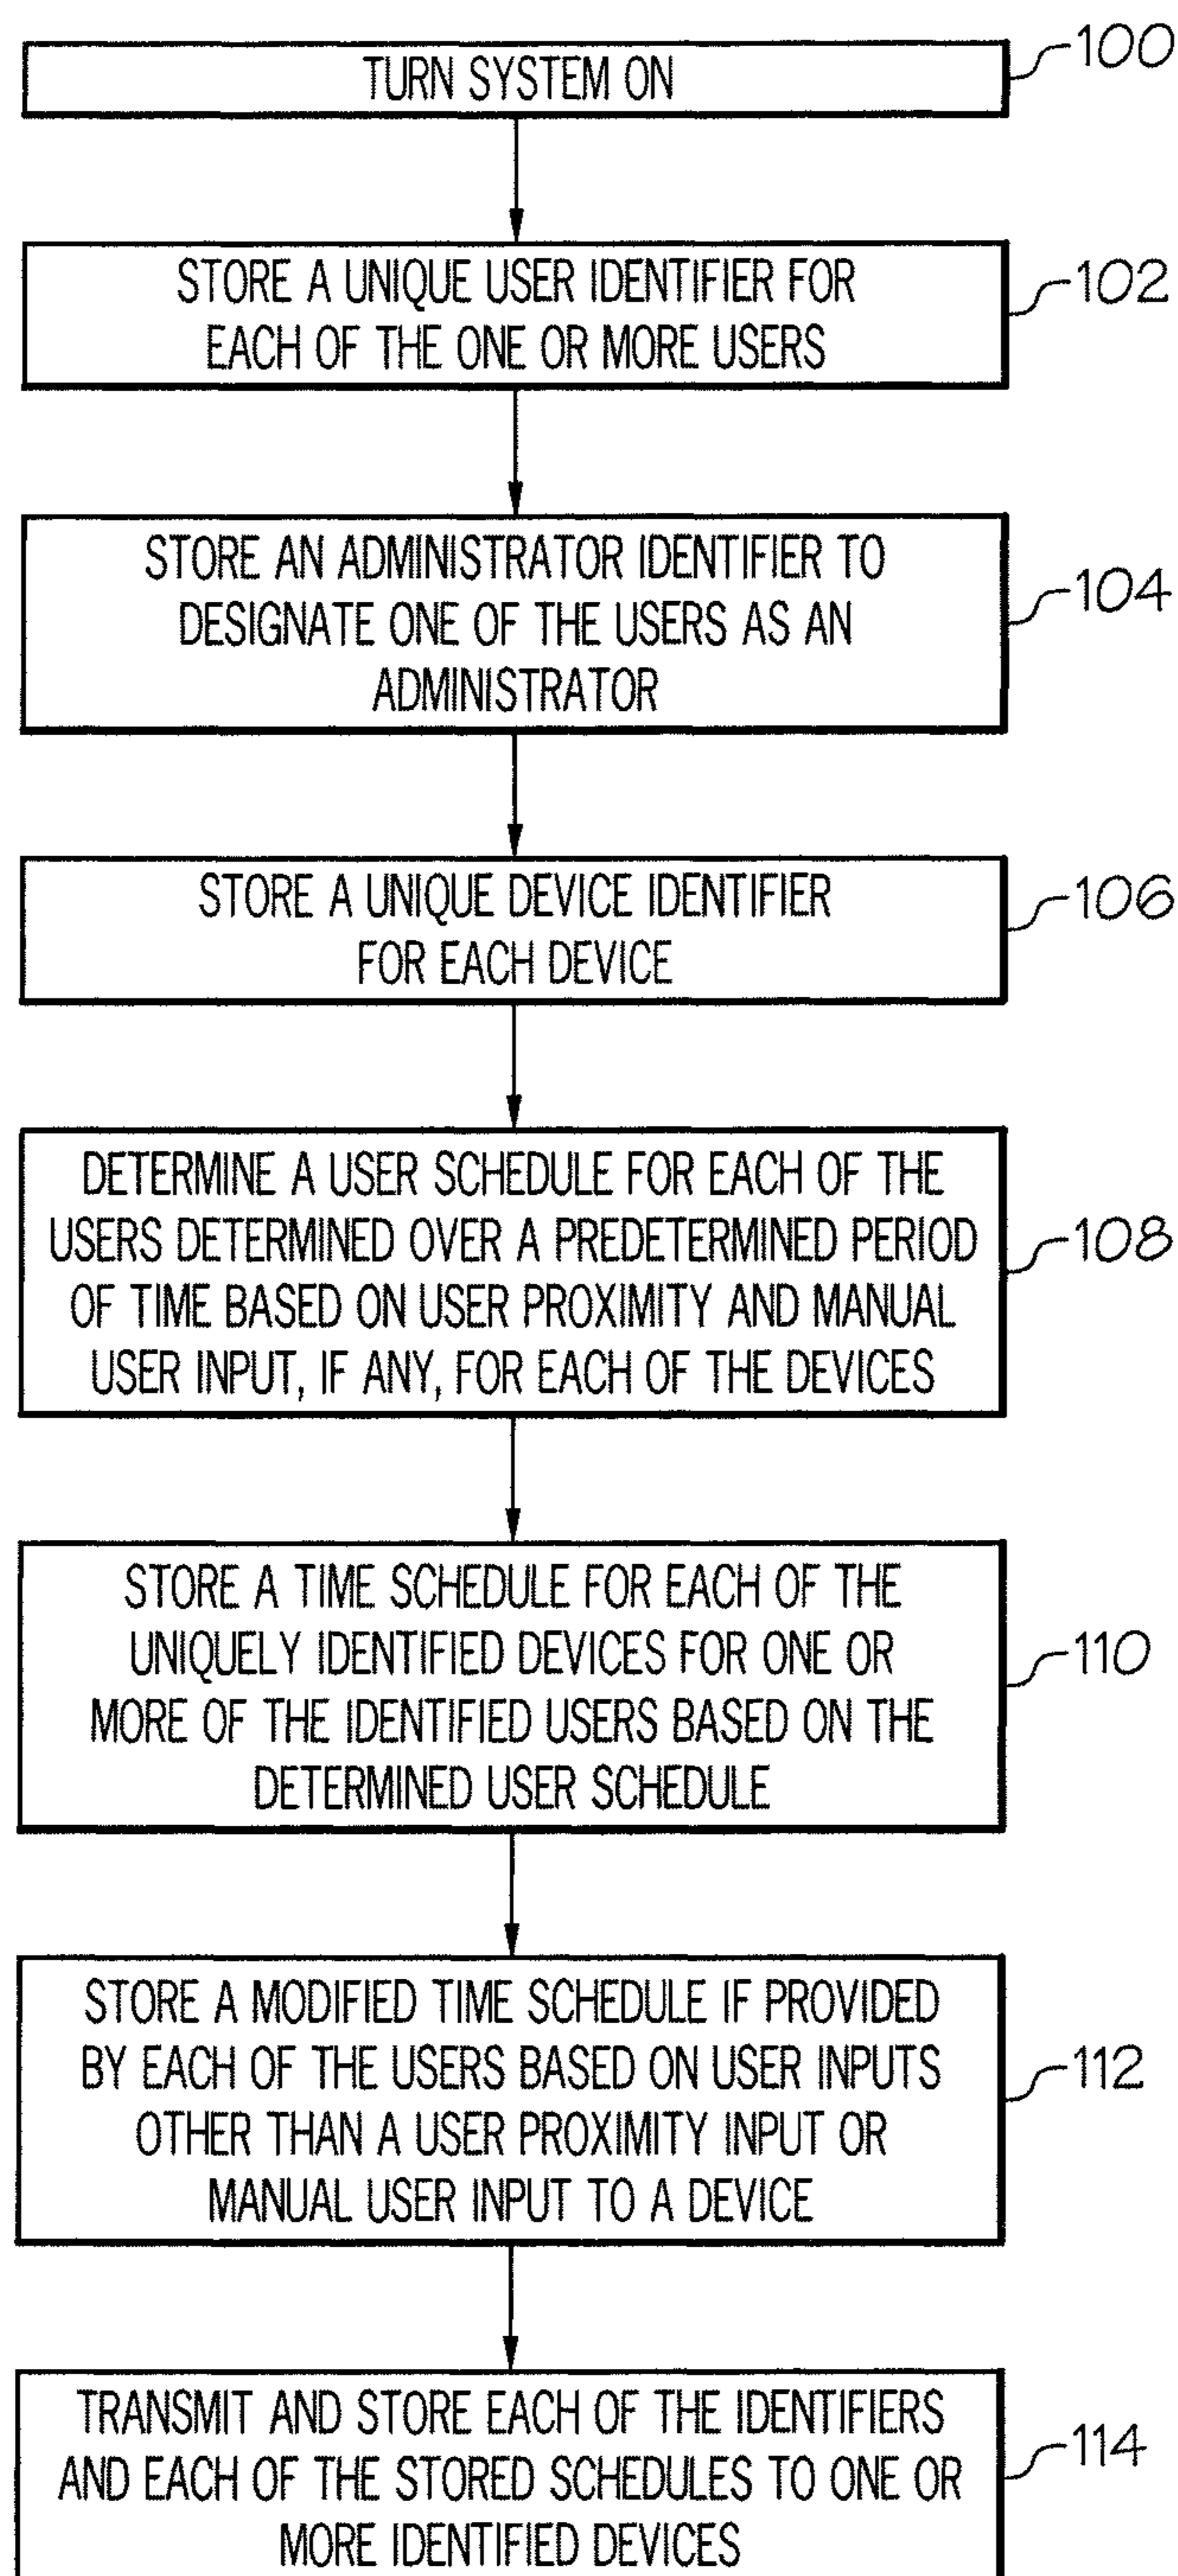 TURN SYSTEM ON
100
STORE A UNIQUE USER IDENTIFIER FOR
EACH OF THE ONE OR MORE USERS
102
STORE AN ADMINISTRATOR IDENTIFIER TO
DESIGNATE ONE OF THE USERS AS AN
ADMINISTRATOR
104
STORE A UNIQUE DEVICE IDENTIFIER
FOR EACH DEVICE
106
DETERMINE A USER SCHEDULE FOR EACH OF THE
USERS DETERMINED OVER A PREDETERMINED PERIOD
OF TIME BASED ON USER PROXIMITY AND MANUAL
USER INPUT, IF ANY, FOR EACH OF THE DEVICES
108
STORE A TIME SCHEDULE FOR EACH OF THE
UNIQUELY IDENTIFIED DEVICES FOR ONE OR
MORE OF THE IDENTIFIED USERS BASED ON THE
DETERMINED USER SCHEDULE
110
STORE A MODIFIED TIME SCHEDULE IF PROVIDED
BY EACH OF THE USERS BASED ON USER INPUTS
OTHER THAN A USER PROXIMITY INPUT OR
MANUAL USER INPUT TO A DEVICE
112
TRANSMIT AND STORE EACH OF THE IDENTIFIERS
AND EACH OF THE STORED SCHEDULES TO ONE OR
MORE IDENTIFIED DEVICES
114